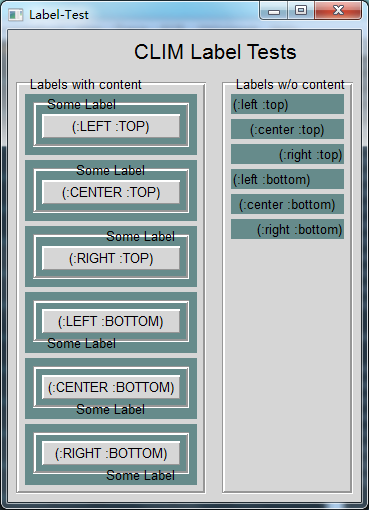 Label-Test
CLIM Label Tests
Labels with content
Some Label
(:LEFT :TOP)
Some Label
(:CENTER :TOP)
Some Label
(:RIGHT :TOP)
(:LEFT :BOTTOM)
Some Label
(:CENTER :BOTTOM)
Some Label
(:RIGHT :BOTTOM)
Some Label
Labels w/o content
(:left :top)
(:center :top)
(:right :top)
(:left :bottom)
(:center :bottom)
(:right :bottom)